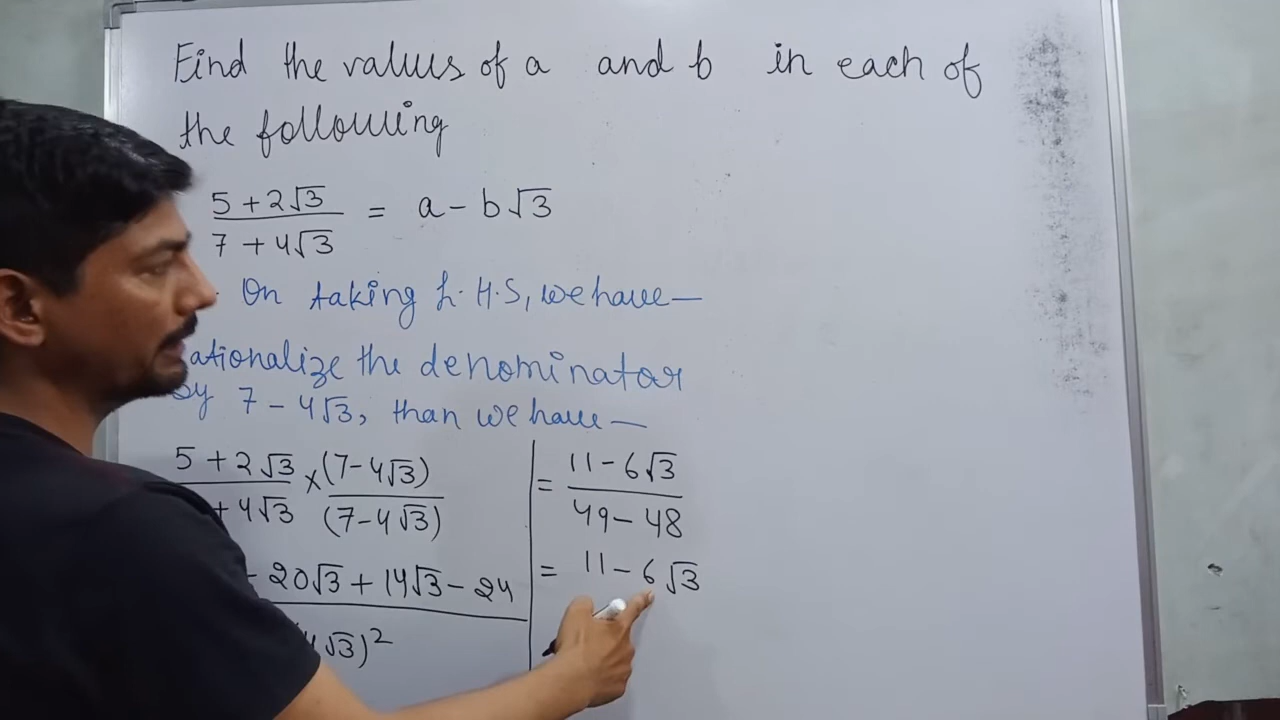 Find the values of a and b in each of
the following
5 + 2√3 / 7 + 4√3 = a - b√3
On taking L.H.S, we have —
ationalize the denominator
by 7 - 4√3, than we have —
5 + 2√3 / + 4√3 × (7 - 4√3) / (7 - 4√3)
- 20√3 + 14√3 - 24 / 4√3)²
= 11 - 6√3 / 49 - 48
= 11 - 6√3